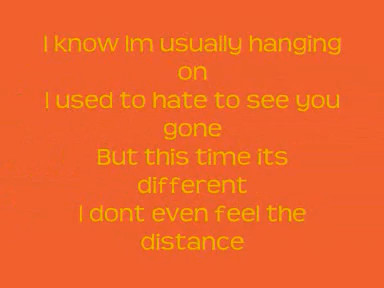 I know Im usually hanging
on
I used to hate to see you
gone
But this time its
different
I dont even feel the
distance